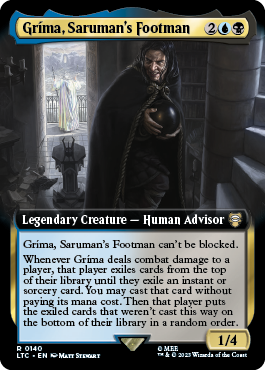 Gríma, Saruman's Footman 2
Legendary Creature — Human Advisor
Gríma, Saruman's Footman can't be blocked.
Whenever Gríma deals combat damage to a
player, that player exiles cards from the top
of their library until they exile an instant or
sorcery card. You may cast that card without
paying its mana cost. Then that player puts
the exiled cards that weren't cast this way
on the bottom of their library in a random order.
1/4
R 0140
LTC • EN Matt Stewart
© MEE
™ & © 2023 Wizards of the Coast